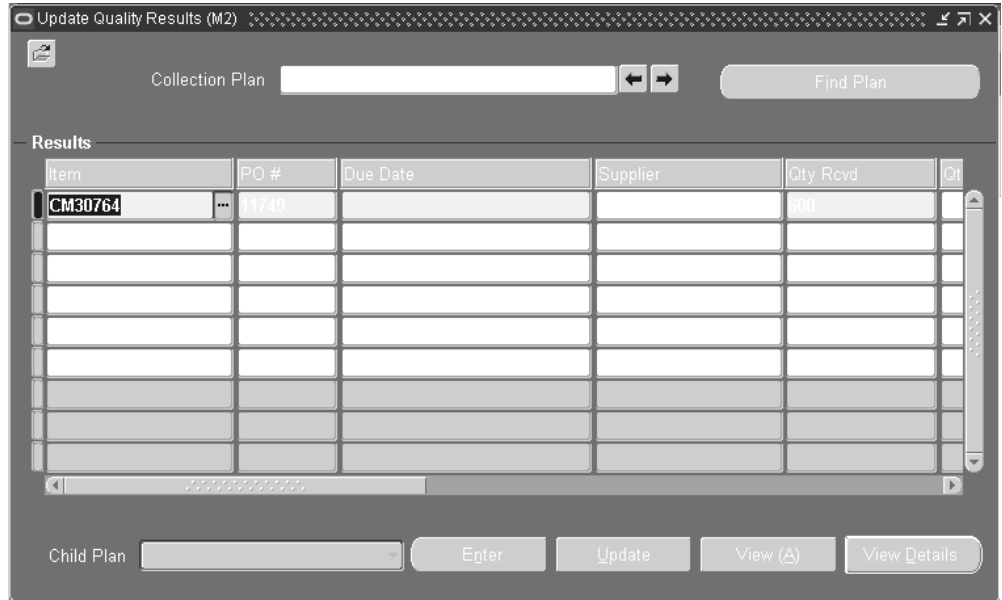 Update Quality Results (M2)
Collection Plan
Find Plan
Results
Item PO # Due Date Supplier Qty Rcvd Qt
CM30764 ... 11749 600
Child Plan Enter Update View (A) View Details